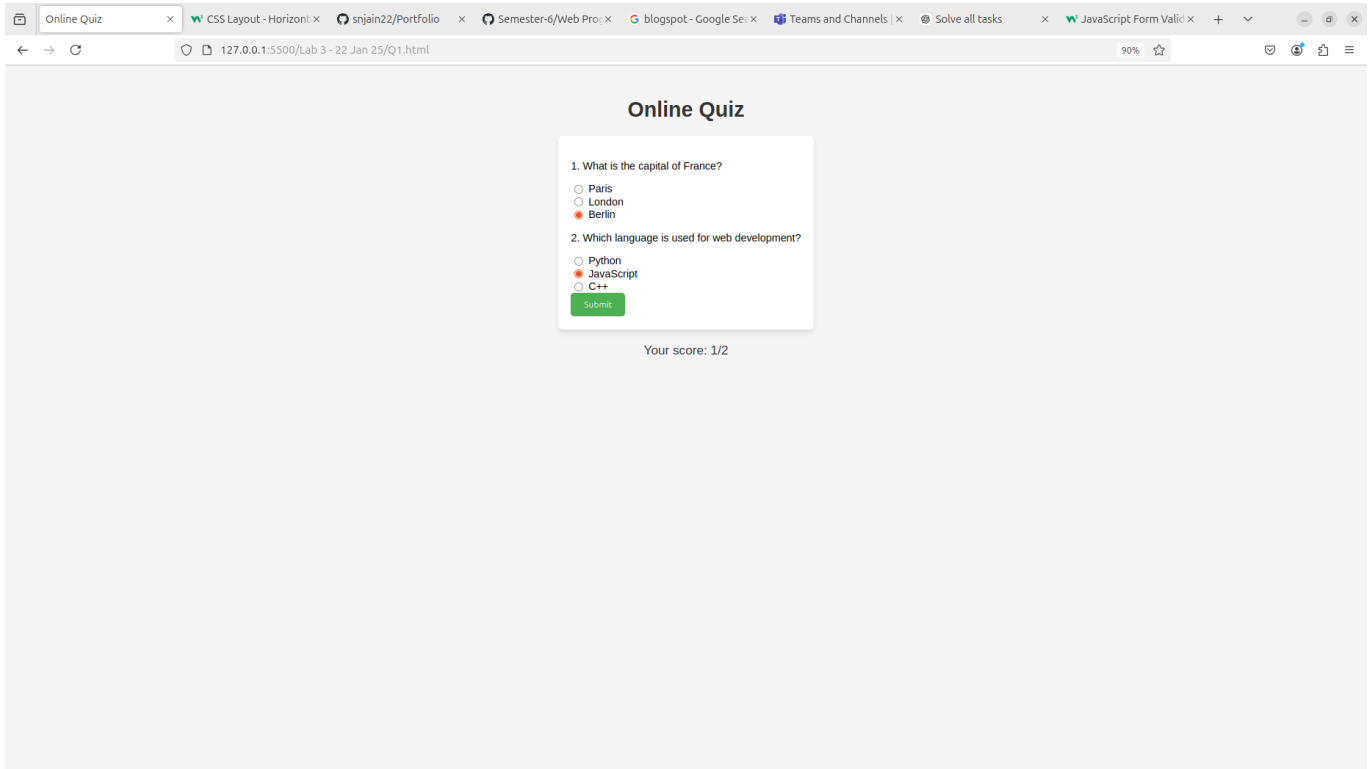 Online Quiz
CSS Layout - Horizont
snjain22/Portfolio
Semester-6/Web Prog
blogspot - Google Sea
Teams and Channels |
Solve all tasks
JavaScript Form Valid
127.0.0.1:5500/Lab 3 - 22 Jan 25/Q1.html
90%
Online Quiz
1. What is the capital of France?
Paris
London
Berlin
2. Which language is used for web development?
Python
JavaScript
C++
Submit
Your score: 1/2